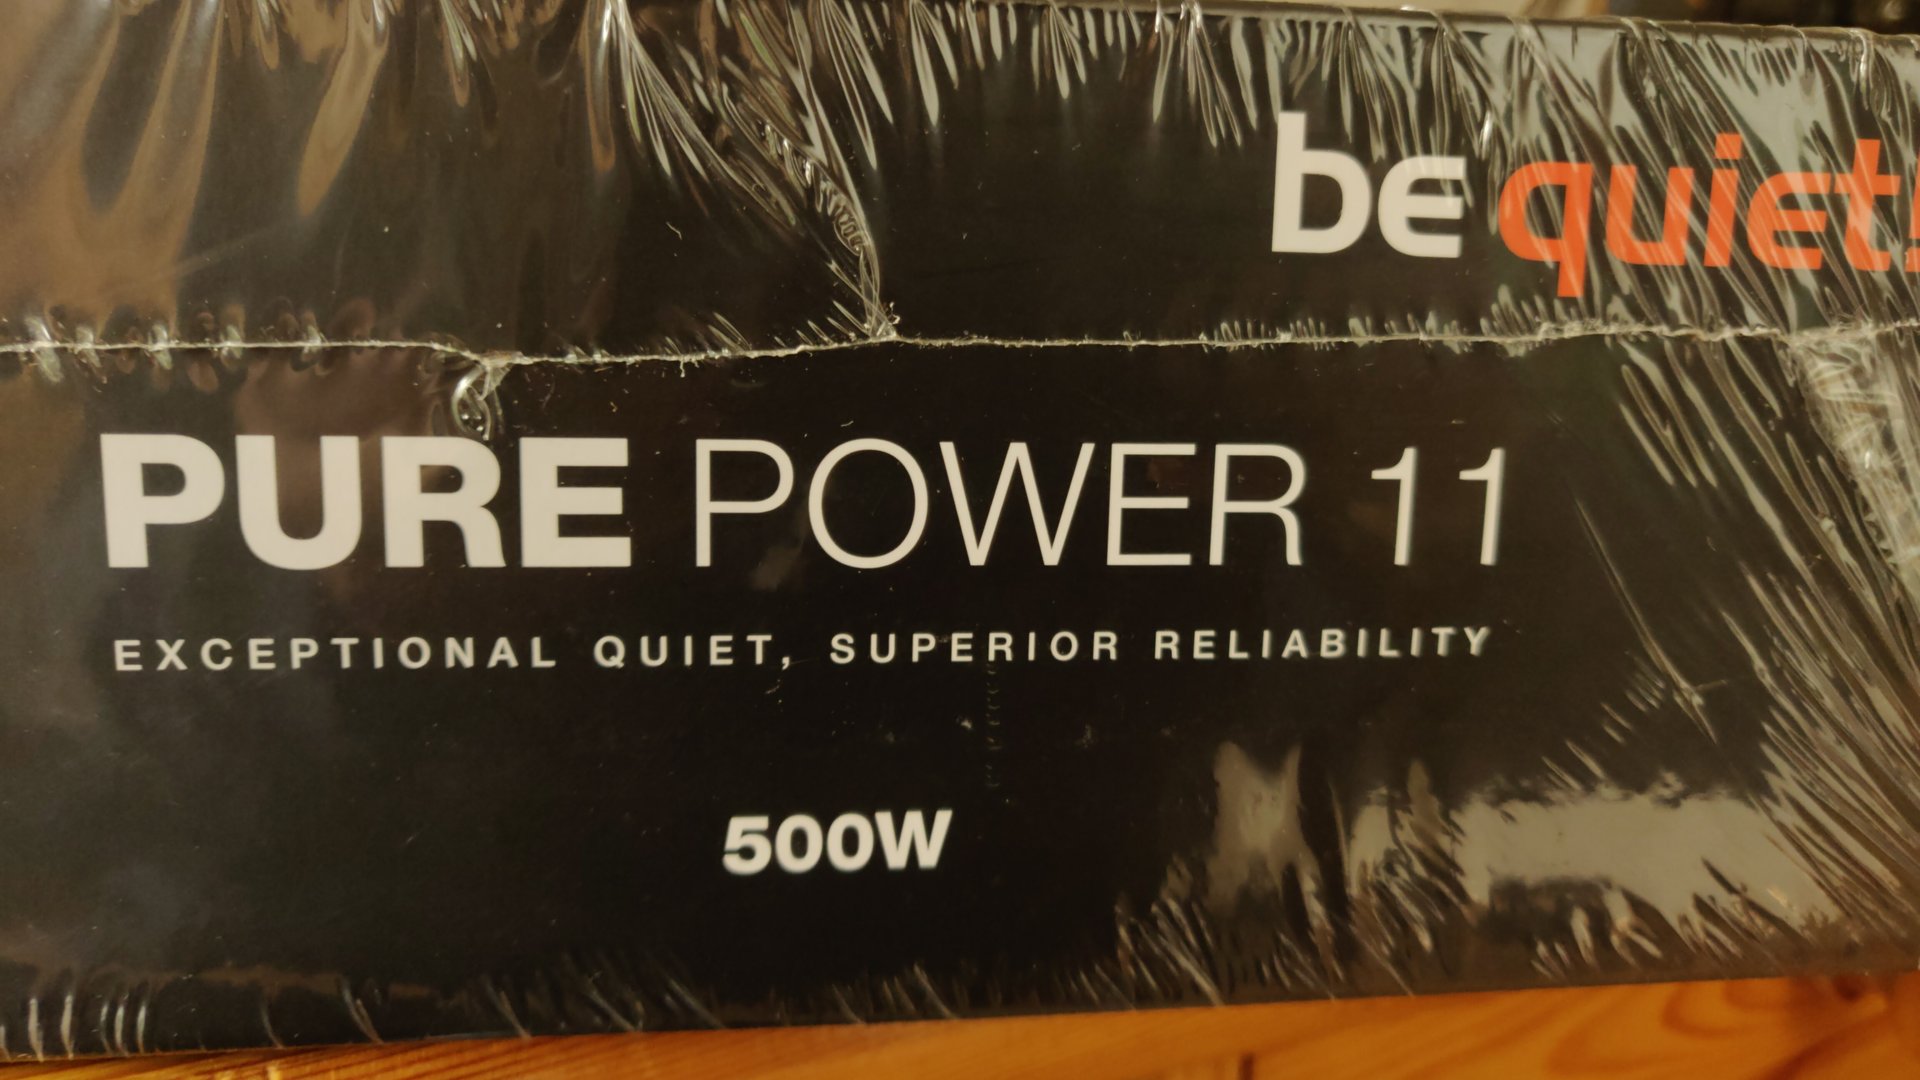 be quiet!
PURE POWER 11
EXCEPTIONAL QUIET, SUPERIOR RELIABILITY
500W